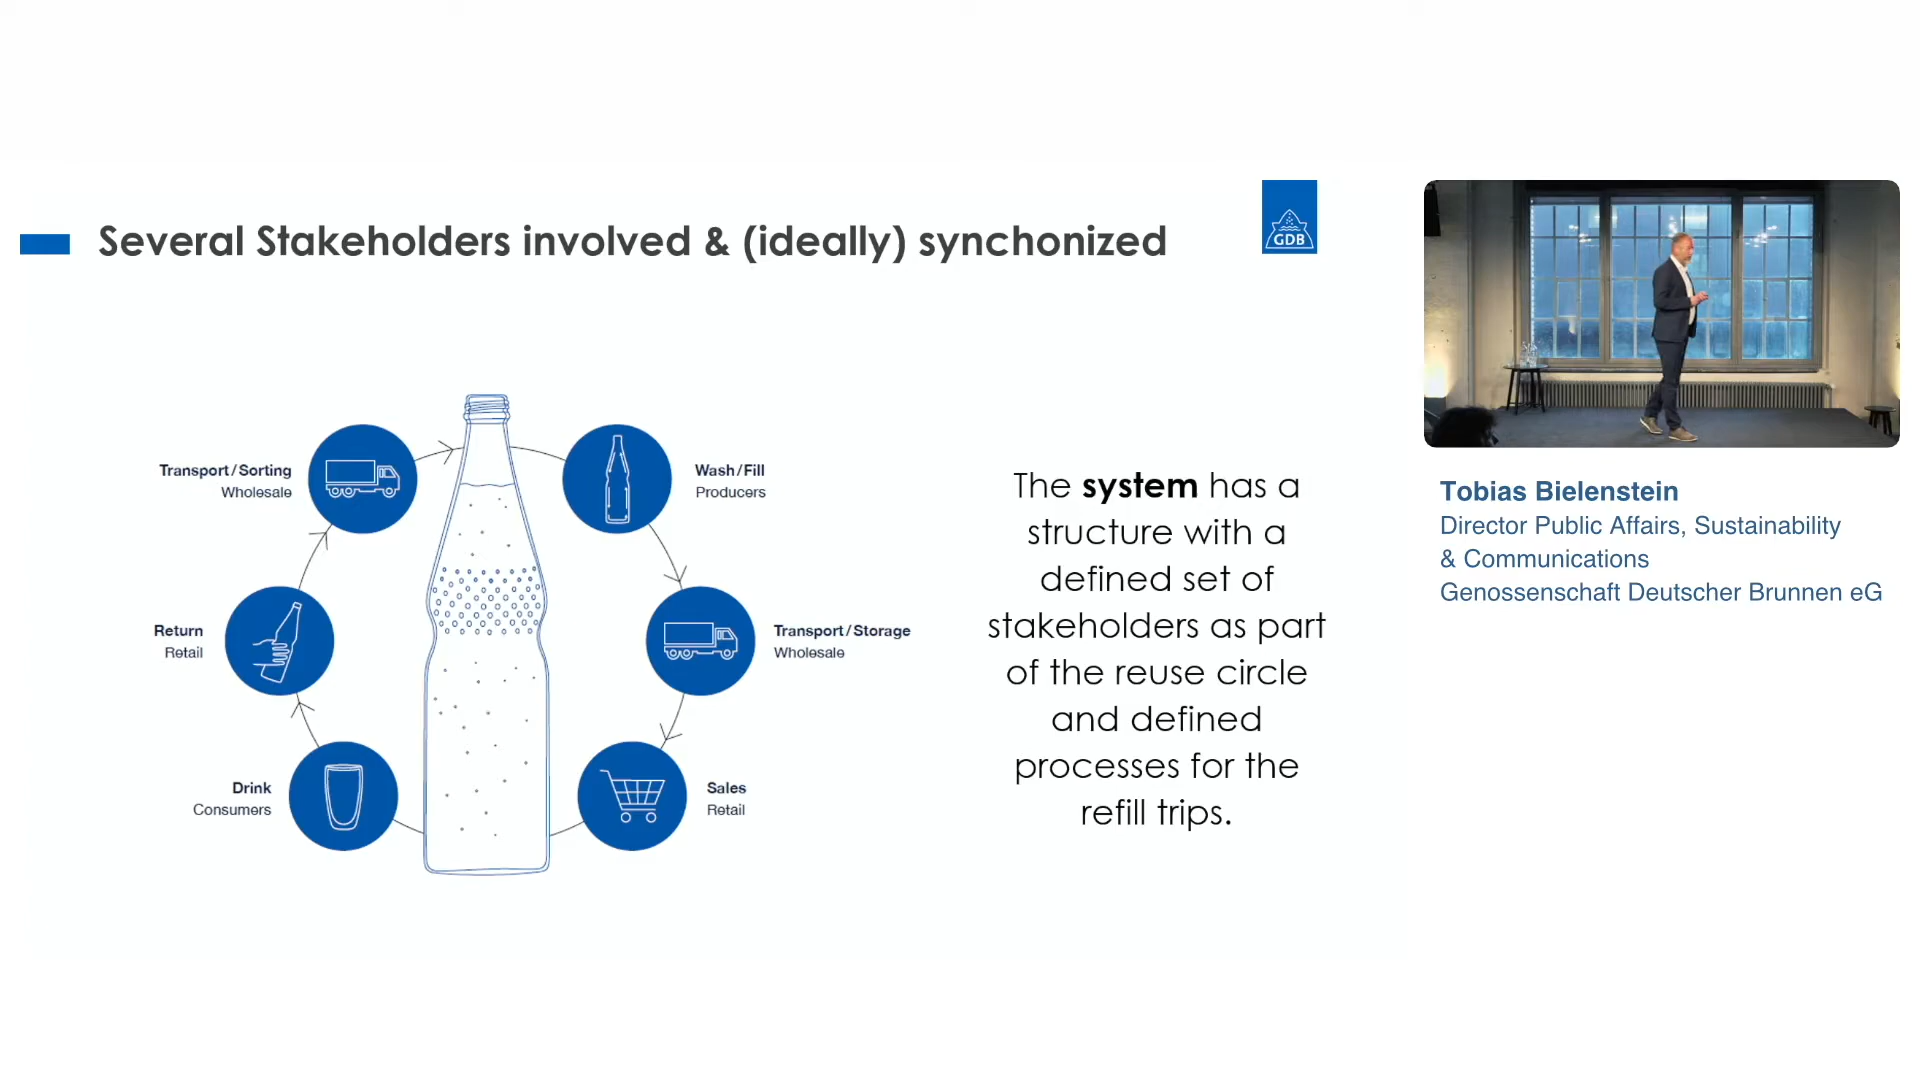 Several Stakeholders involved & (ideally) synchonized
GDB
Transport/Sorting
Wholesale
Wash/Fill
Producers
Return
Retail
Transport/Storage
Wholesale
Drink
Consumers
Sales
Retail
The system has a
structure with a
defined set of
stakeholders as part
of the reuse circle
and defined
processes for the
refill trips.
Tobias Bielenstein
Director Public Affairs, Sustainability
& Communications
Genossenschaft Deutscher Brunnen eG